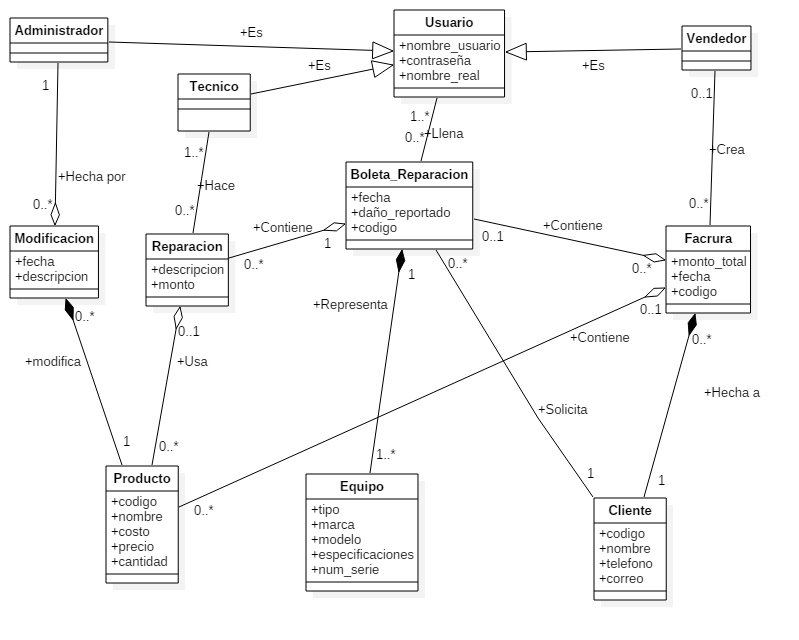 Administrador
Usuario
+nombre_usuario
+contraseña
+nombre_real
Vendedor
Tecnico
+Es
+Es
+Es
1
+Hecha por
0..*
1..*
+Hace
0..*
1..*
0..*
+Llena
0..1
+Crea
0..*
Boleta_Reparacion
+fecha
+daño_reportado
+codigo
Modificacion
+fecha
+descripcion
Reparacion
+descripcion
+monto
Facrura
+monto_total
+fecha
+codigo
+Contiene
1
0..*
0..1
+Contiene
0..*
0..*
+modifica
1
0..1
+Usa
0..*
1
+Representa
1..*
0..*
+Solicita
1
0..1
+Contiene
0..*
0..*
+Hecha a
1
Producto
+codigo
+nombre
+costo
+precio
+cantidad
Equipo
+tipo
+marca
+modelo
+especificaciones
+num_serie
Cliente
+codigo
+nombre
+telefono
+correo